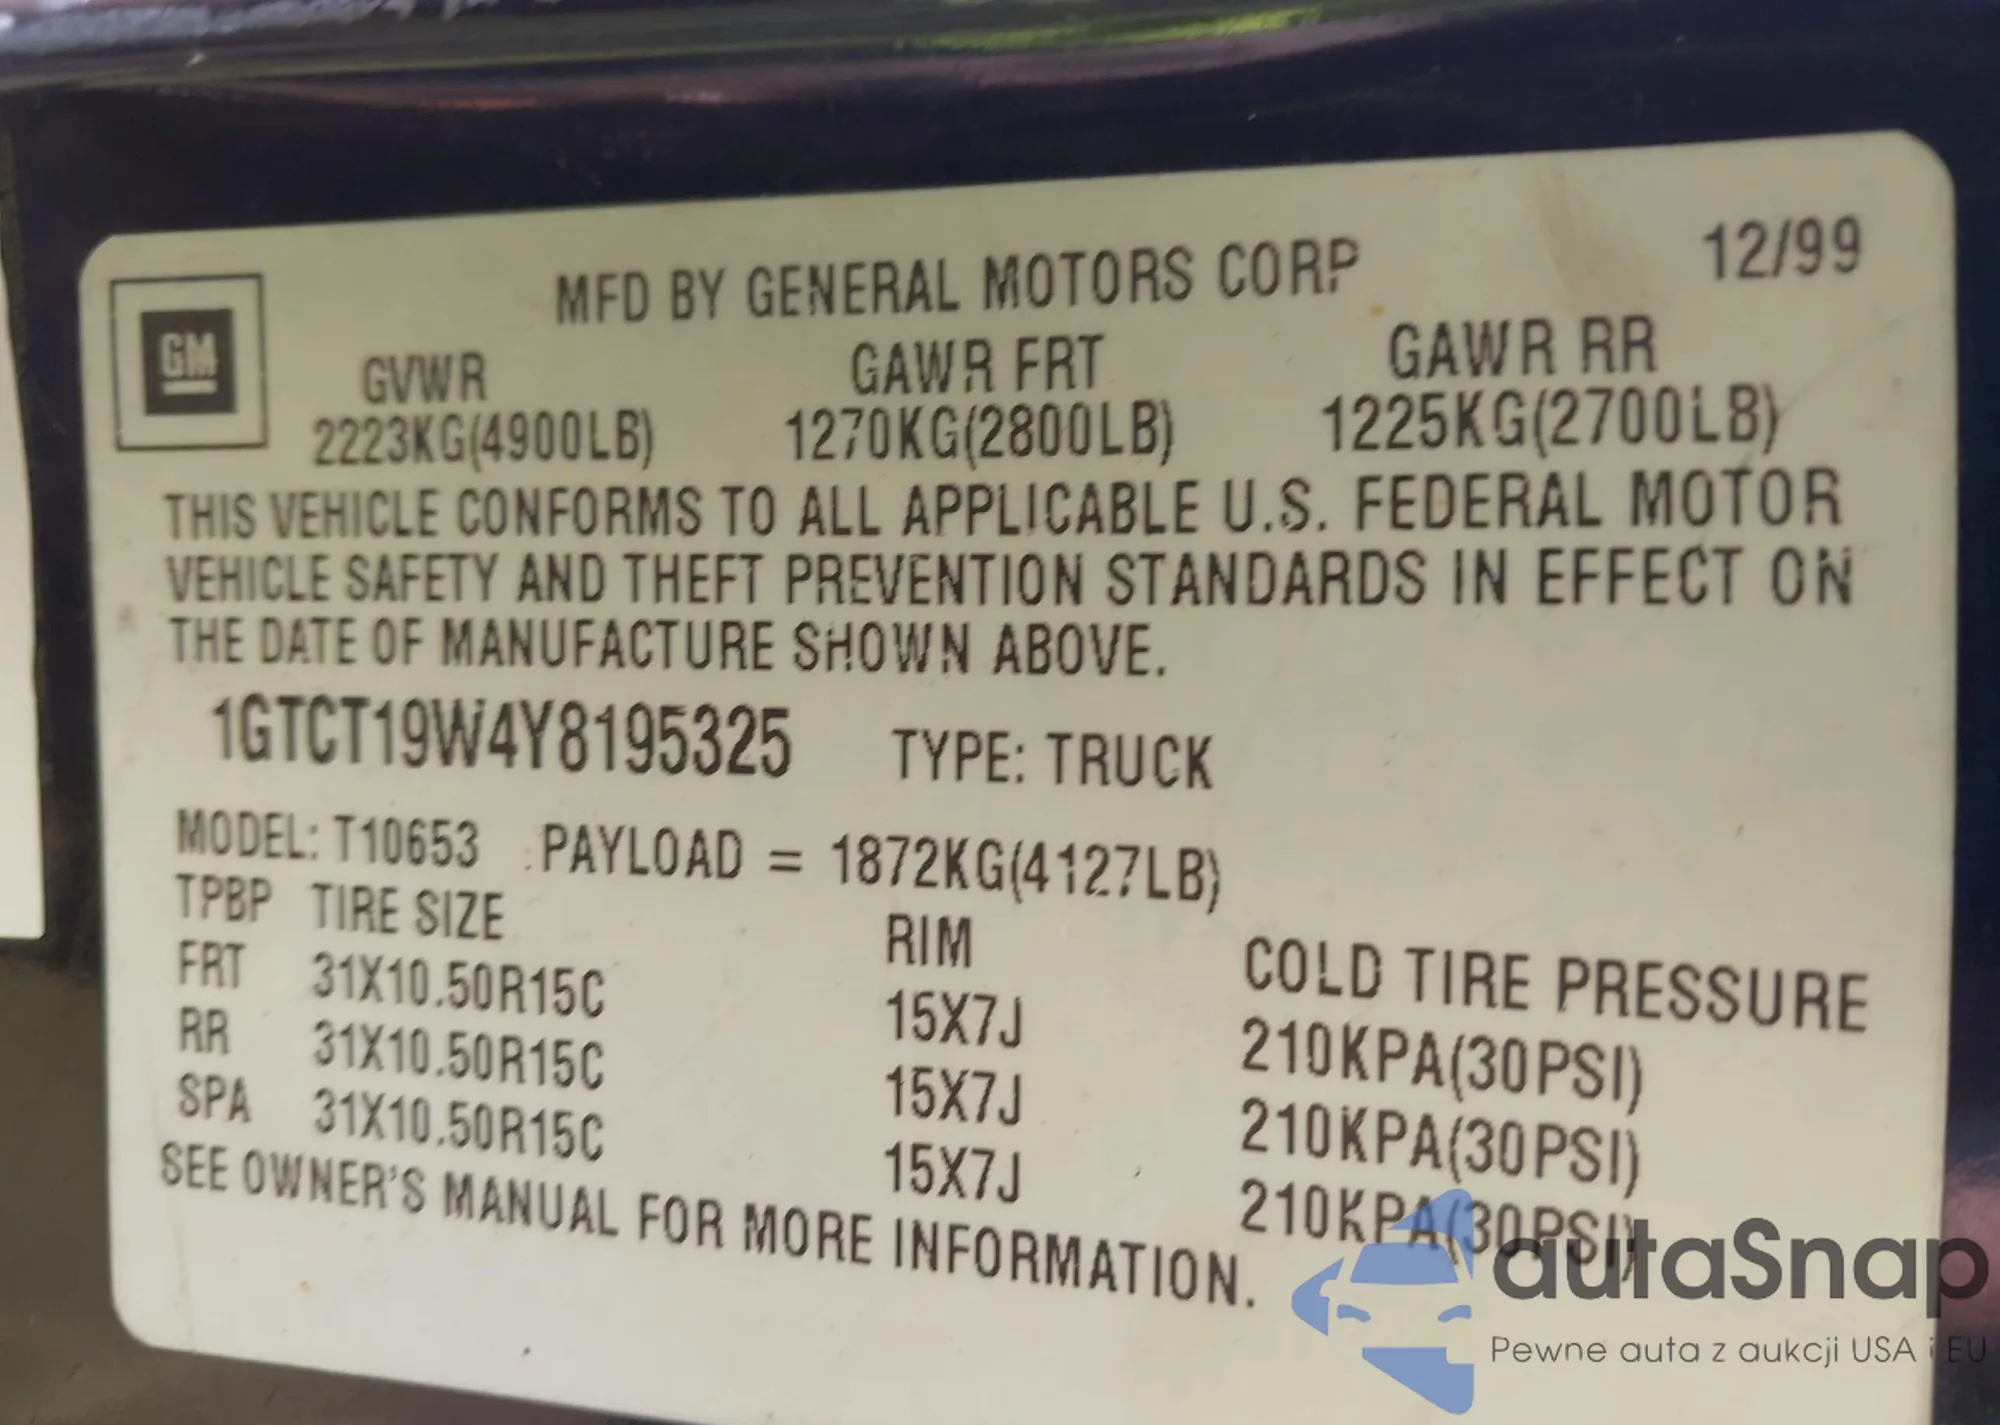 MFD BY GENERAL MOTORS CORP 12/99
GM
GVWR GAWR FRT GAWR RR
2223KG(4900LB) 1270KG(2800LB) 1225KG(2700LB)
THIS VEHICLE CONFORMS TO ALL APPLICABLE U.S. FEDERAL MOTOR
VEHICLE SAFETY AND THEFT PREVENTION STANDARDS IN EFFECT ON
THE DATE OF MANUFACTURE SHOWN ABOVE.
1GTCT19W4Y8195325 TYPE: TRUCK
MODEL: T10653 PAYLOAD = 1872KG(4127LB)
TPBP TIRE SIZE RIM COLD TIRE PRESSURE
FRT 31X10.50R15C 15X7J 210KPA(30PSI)
RR 31X10.50R15C 15X7J 210KPA(30PSI)
SPA 31X10.50R15C 15X7J 210KPA(30PSI)
SEE OWNER'S MANUAL FOR MORE INFORMATION.
autaSnap
Pewne auta z aukcji USA i EU